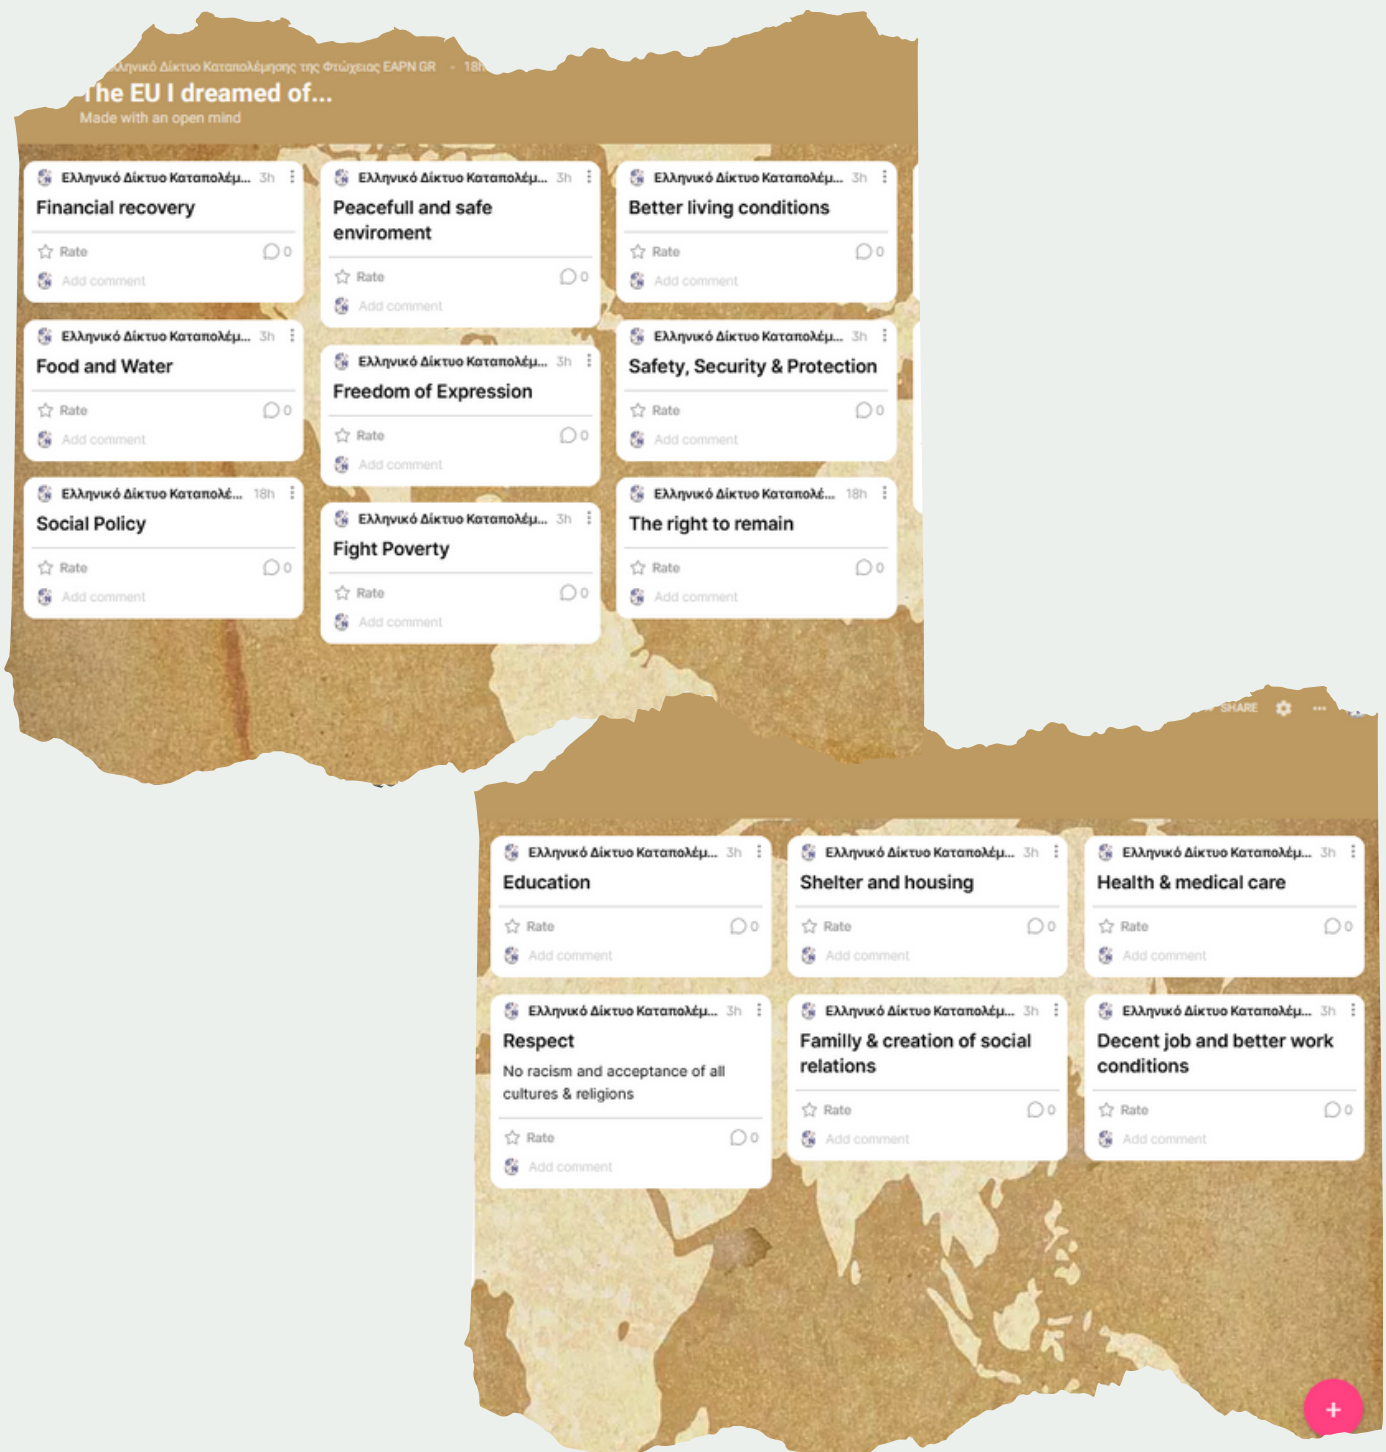 Ελληνικό Δίκτυο Καταπολέμησης της Φτώχειας EAPN GR - 18h
The EU I dreamed of...
Made with an open mind
Ελληνικό Δίκτυο Καταπολέμ... 3h
Financial recovery
Rate 0
Add comment
Ελληνικό Δίκτυο Καταπολέμ... 3h
Food and Water
Rate 0
Add comment
Ελληνικό Δίκτυο Καταπολέ... 18h
Social Policy
Rate 0
Add comment
Ελληνικό Δίκτυο Καταπολέμ... 3h
Peacefull and safe
enviroment
Rate 0
Add comment
Ελληνικό Δίκτυο Καταπολέμ... 3h
Freedom of Expression
Rate 0
Add comment
Ελληνικό Δίκτυο Καταπολέμ... 3h
Fight Poverty
Rate 0
Add comment
Ελληνικό Δίκτυο Καταπολέμ... 3h
Better living conditions
Rate 0
Add comment
Ελληνικό Δίκτυο Καταπολέμ... 3h
Safety, Security & Protection
Rate 0
Add comment
Ελληνικό Δίκτυο Καταπολέ... 18h
The right to remain
Rate 0
Add comment
SHARE
Ελληνικό Δίκτυο Καταπολέμ... 3h
Education
Rate 0
Add comment
Ελληνικό Δίκτυο Καταπολέμ... 3h
Respect
No racism and acceptance of all
cultures & religions
Rate 0
Add comment
Ελληνικό Δίκτυο Καταπολέμ... 3h
Shelter and housing
Rate 0
Add comment
Ελληνικό Δίκτυο Καταπολέμ... 3h
Familly & creation of social
relations
Rate 0
Add comment
Ελληνικό Δίκτυο Καταπολέμ... 3h
Health & medical care
Rate 0
Add comment
Ελληνικό Δίκτυο Καταπολέμ... 3h
Decent job and better work
conditions
Rate 0
Add comment